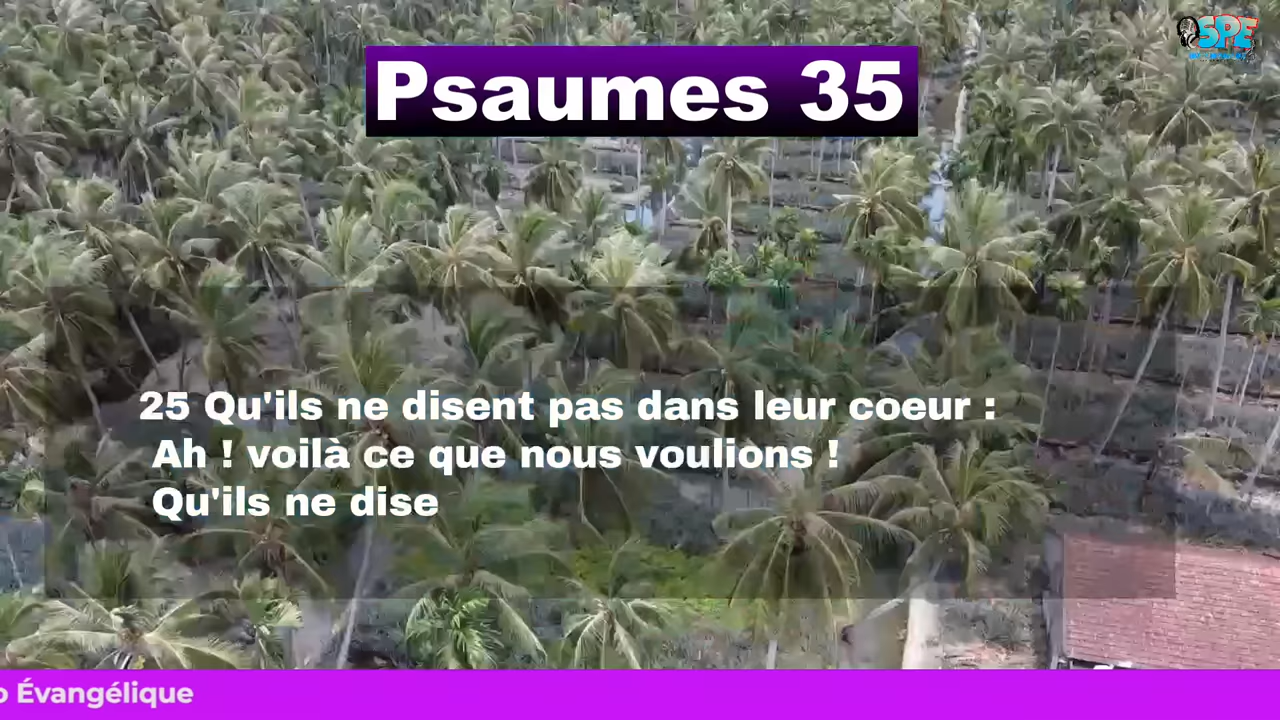 SPE
Psaumes 35
25 Qu'ils ne disent pas dans leur coeur :
Ah ! voilà ce que nous voulions !
Qu'ils ne dise
o Évangélique